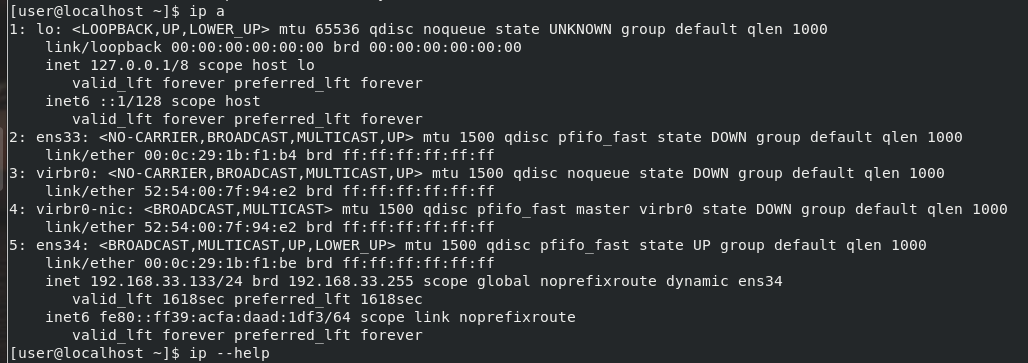 [user@localhost ~]$ ip a
1: lo: <LOOPBACK,UP,LOWER_UP> mtu 65536 qdisc noqueue state UNKNOWN group default qlen 1000
    link/loopback 00:00:00:00:00:00 brd 00:00:00:00:00:00
    inet 127.0.0.1/8 scope host lo
       valid_lft forever preferred_lft forever
    inet6 ::1/128 scope host
       valid_lft forever preferred_lft forever
2: ens33: <NO-CARRIER,BROADCAST,MULTICAST,UP> mtu 1500 qdisc pfifo_fast state DOWN group default qlen 1000
    link/ether 00:0c:29:1b:f1:b4 brd ff:ff:ff:ff:ff:ff
3: virbr0: <NO-CARRIER,BROADCAST,MULTICAST,UP> mtu 1500 qdisc noqueue state DOWN group default qlen 1000
    link/ether 52:54:00:7f:94:e2 brd ff:ff:ff:ff:ff:ff
4: virbr0-nic: <BROADCAST,MULTICAST> mtu 1500 qdisc pfifo_fast master virbr0 state DOWN group default qlen 1000
    link/ether 52:54:00:7f:94:e2 brd ff:ff:ff:ff:ff:ff
5: ens34: <BROADCAST,MULTICAST,UP,LOWER_UP> mtu 1500 qdisc pfifo_fast state UP group default qlen 1000
    link/ether 00:0c:29:1b:f1:be brd ff:ff:ff:ff:ff:ff
    inet 192.168.33.133/24 brd 192.168.33.255 scope global noprefixroute dynamic ens34
       valid_lft 1618sec preferred_lft 1618sec
    inet6 fe80::ff39:acfa:daad:1df3/64 scope link noprefixroute
       valid_lft forever preferred_lft forever
[user@localhost ~]$ ip --help